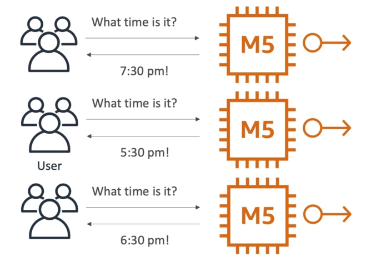 What time is it?
M5
7:30 pm!
What time is it?
M5
5:30 pm!
User
What time is it?
M5
6:30 pm!